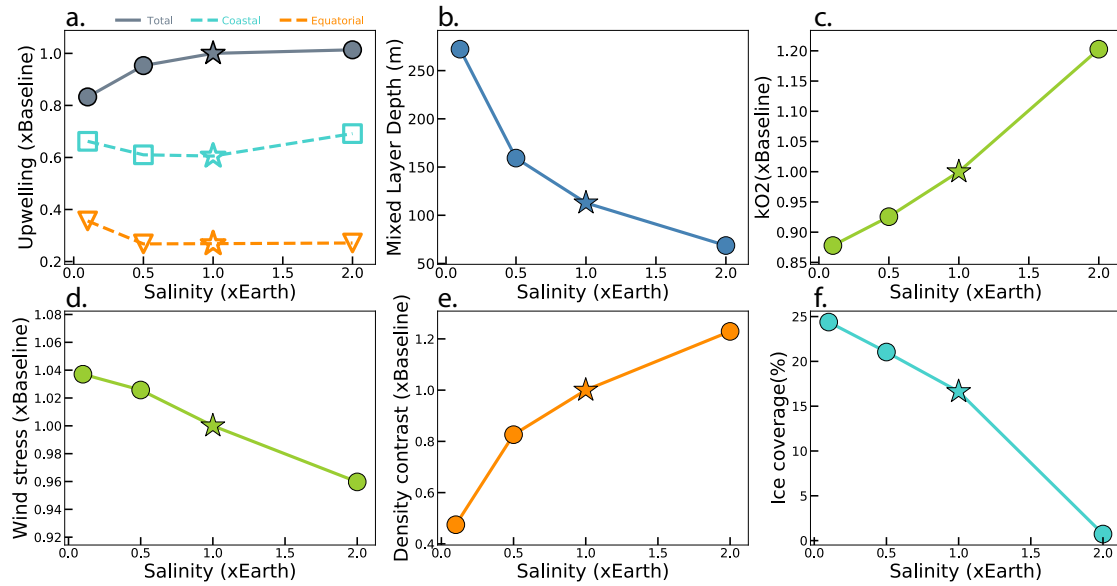 a.
Total
Coastal
Equatorial
Upwelling (xBaseline)
1.0
0.8
0.6
0.4
0.2
0.0 0.5 1.0 1.5 2.0
Salinity (xEarth)
b.
Mixed Layer Depth (m)
250
200
150
100
50
0.0 0.5 1.0 1.5 2.0
Salinity (xEarth)
c.
kO2(xBaseline)
1.20
1.15
1.10
1.05
1.00
0.95
0.90
0.85
0.0 0.5 1.0 1.5 2.0
Salinity (xEarth)
d.
Wind stress (xBaseline)
1.08
1.06
1.04
1.02
1.00
0.98
0.96
0.94
0.92
0.0 0.5 1.0 1.5 2.0
Salinity (xEarth)
e.
Density contrast (xBaseline)
1.2
1.0
0.8
0.6
0.4
0.0 0.5 1.0 1.5 2.0
Salinity (xEarth)
f.
Ice coverage(%)
25
20
15
10
5
0
0.0 0.5 1.0 1.5 2.0
Salinity (xEarth)